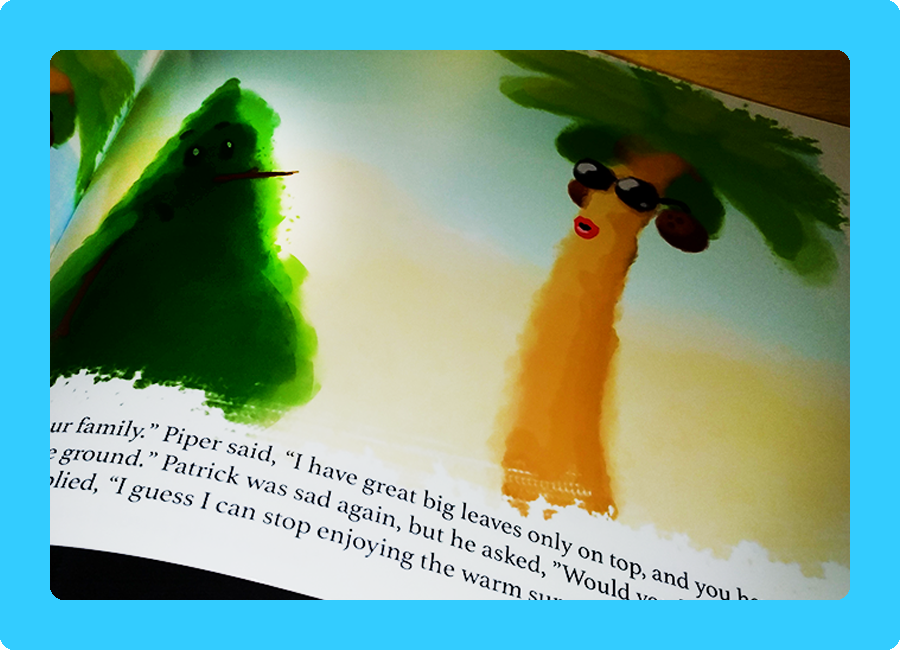 ur family.” Piper said, “I have great big leaves only on top, and you
ground.” Patrick was sad again, but he asked, ”Would
plied, “I guess I can stop enjoying the warm